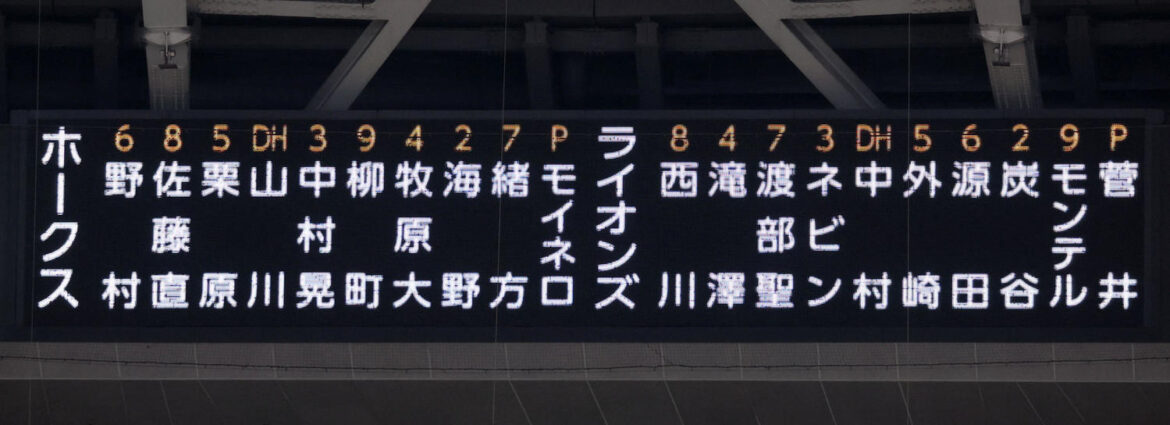 ホークス
6 野村
8 佐藤直
5 栗原
DH 山川
3 中村晃
9 柳町
4 牧原大
2 海野
7 緒方
P モイネロ
ライオンズ
8 西川
4 滝澤
7 渡部聖
3 ネビン
DH 中村
5 外崎
6 源田
2 炭谷
9 モンテル
P 菅井